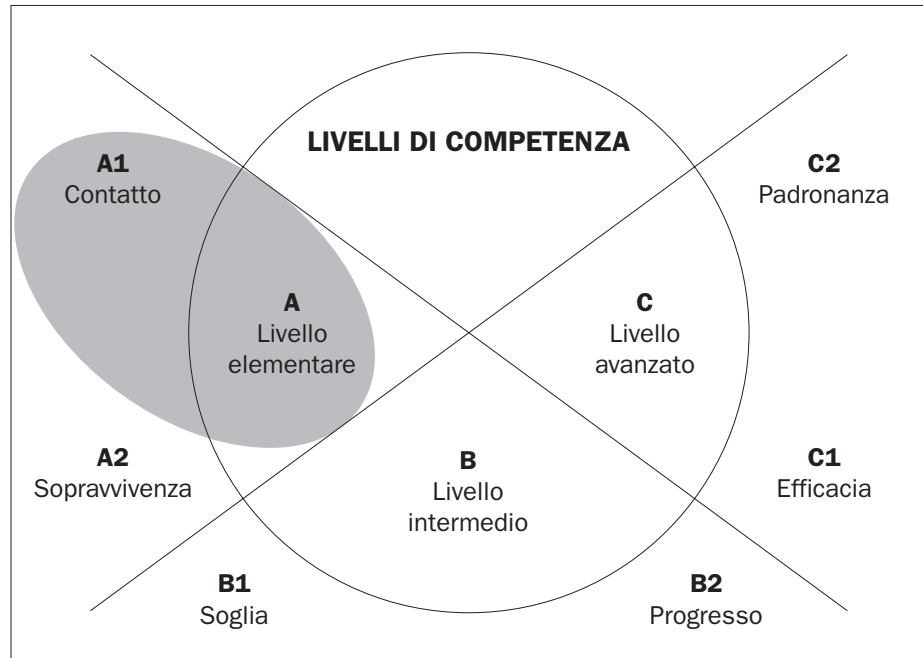 LIVELLI DI COMPETENZA
A1
Contatto
C2
Padronanza
A
Livello
elementare
C
Livello
avanzato
A2
Sopravvivenza
B
Livello
intermedio
C1
Efficacia
B1
Soglia
B2
Progresso